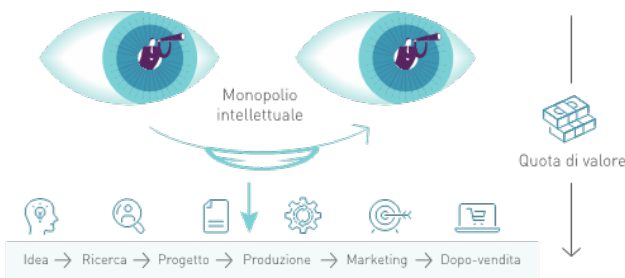 Monopolio
intellettuale
Quota di valore
Idea → Ricerca → Progetto → Produzione → Marketing → Dopo-vendita